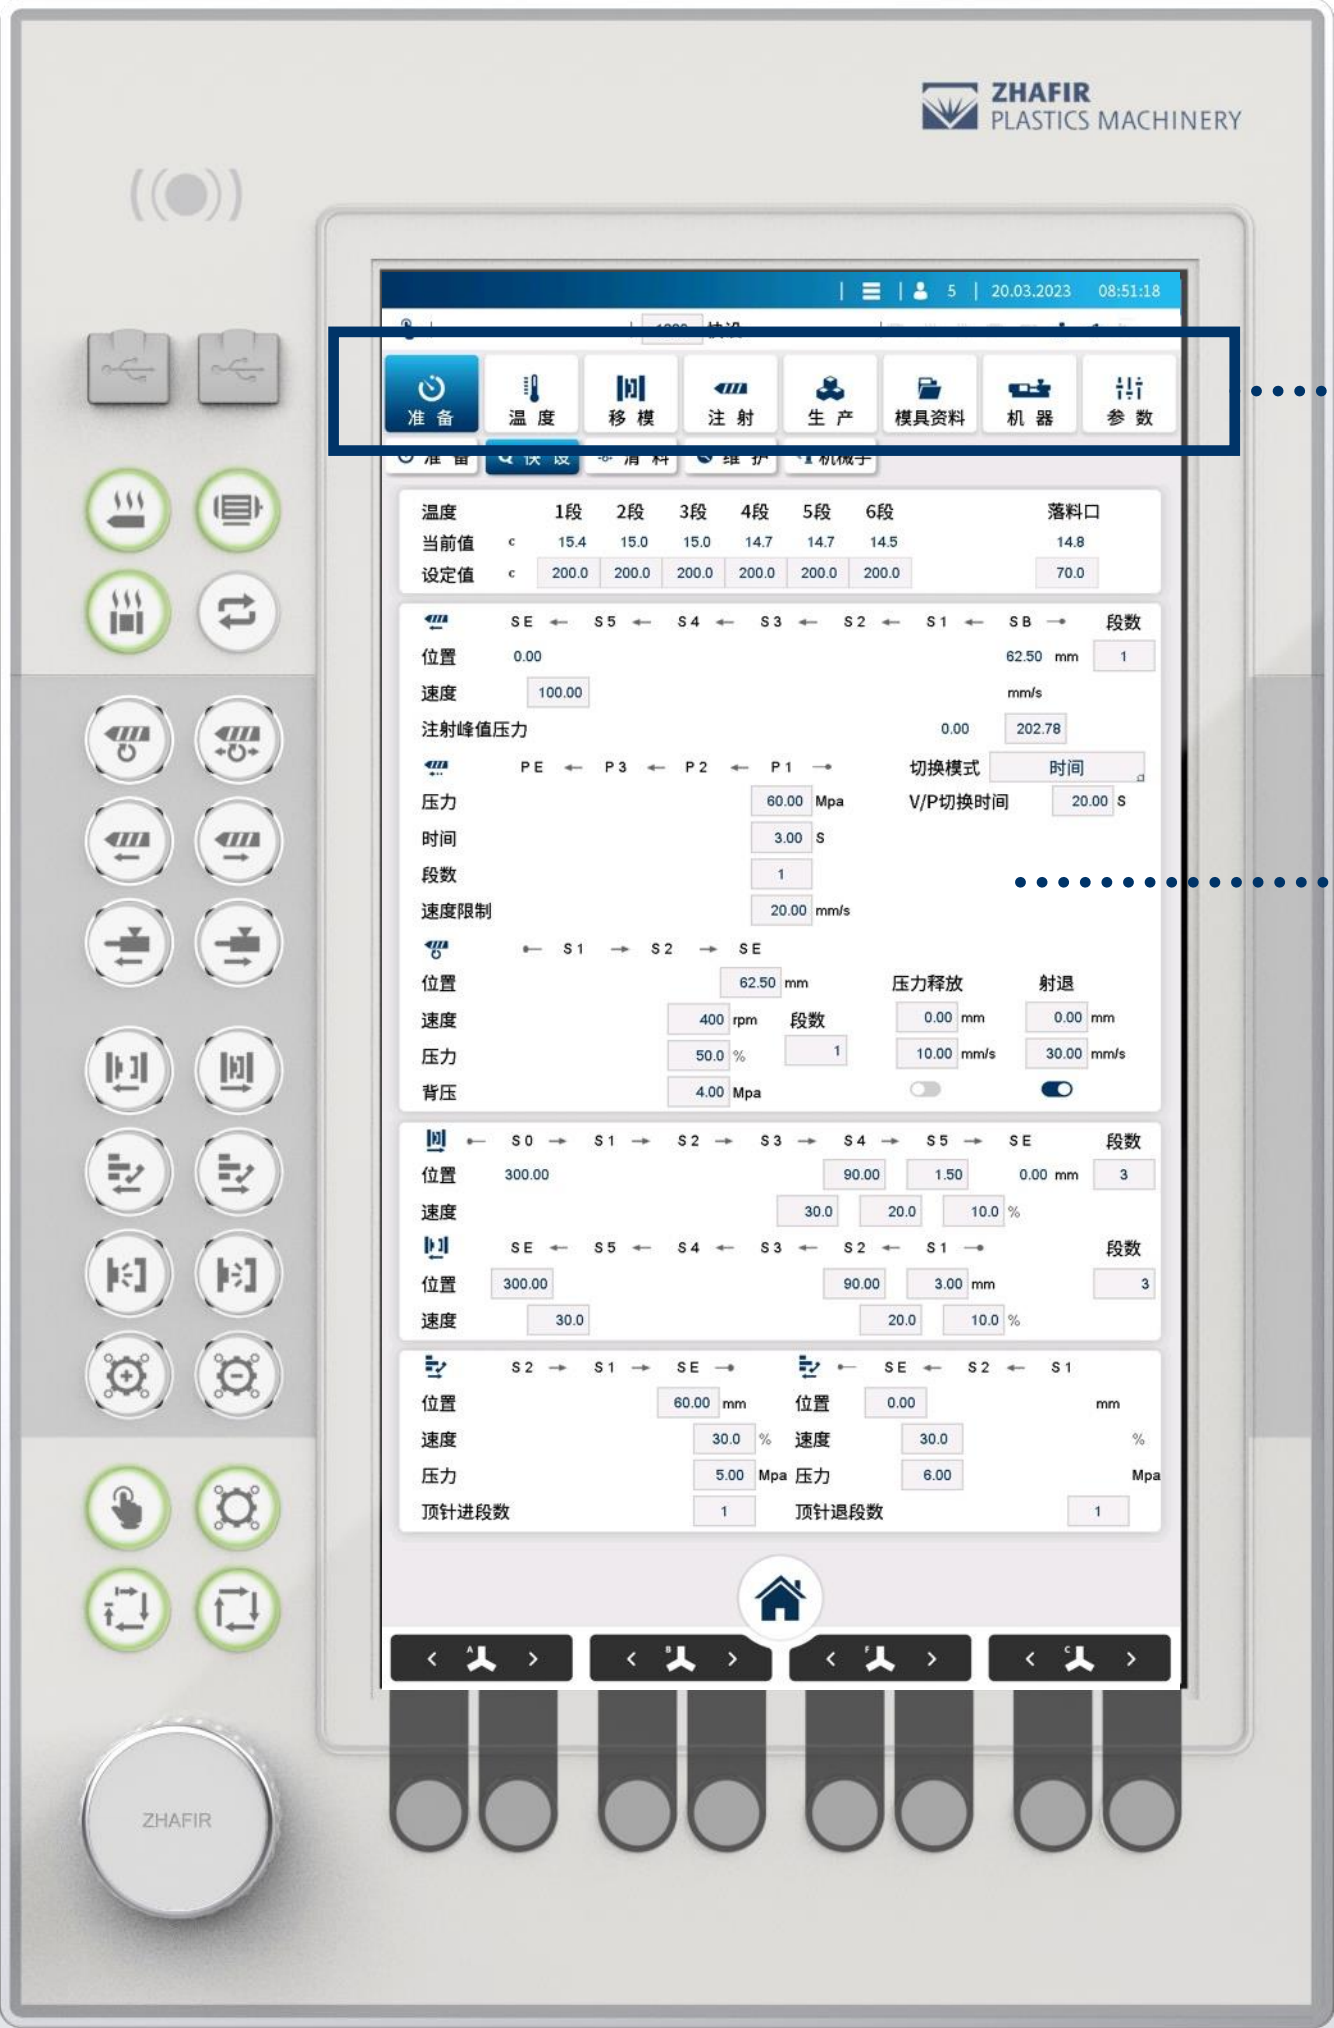 ZHAFIR
PLASTICS MACHINERY
5 20.03.2023 08:51:18
快设
准 备 温 度 移 模 注 射 生 产 模具资料 机 器 参 数
准 备 快 设 清 料 维 护 机械手
温度 1段 2段 3段 4段 5段 6段 落料口
当前值 c 15.4 15.0 15.0 14.7 14.7 14.5 14.8
设定值 c 200.0 200.0 200.0 200.0 200.0 200.0 70.0
SE ← S5 ← S4 ← S3 ← S2 ← S1 ← SB 段数
位置 0.00 62.50 mm 1
速度 100.00 mm/s
注射峰值压力 0.00 202.78
PE ← P3 ← P2 ← P1 切换模式 时间
压力 60.00 Mpa V/P切换时间 20.00 S
时间 3.00 S
段数 1
速度限制 20.00 mm/s
S1 → S2 → SE
位置 62.50 mm 压力释放 射退
速度 400 rpm 段数 0.00 mm 0.00 mm
压力 50.0 % 1 10.00 mm/s 30.00 mm/s
背压 4.00 Mpa
S0 → S1 → S2 → S3 → S4 → S5 → SE 段数
位置 300.00 90.00 1.50 0.00 mm 3
速度 30.0 20.0 10.0 %
SE ← S5 ← S4 ← S3 ← S2 ← S1 段数
位置 300.00 90.00 3.00 mm 3
速度 30.0 20.0 10.0 %
S2 → S1 → SE SE ← S2 ← S1
位置 60.00 mm 位置 0.00 mm
速度 30.0 % 速度 30.0 %
压力 5.00 Mpa 压力 6.00 Mpa
顶针进段数 1 顶针退段数 1
< A > < B > < F > < C >
ZHAFIR